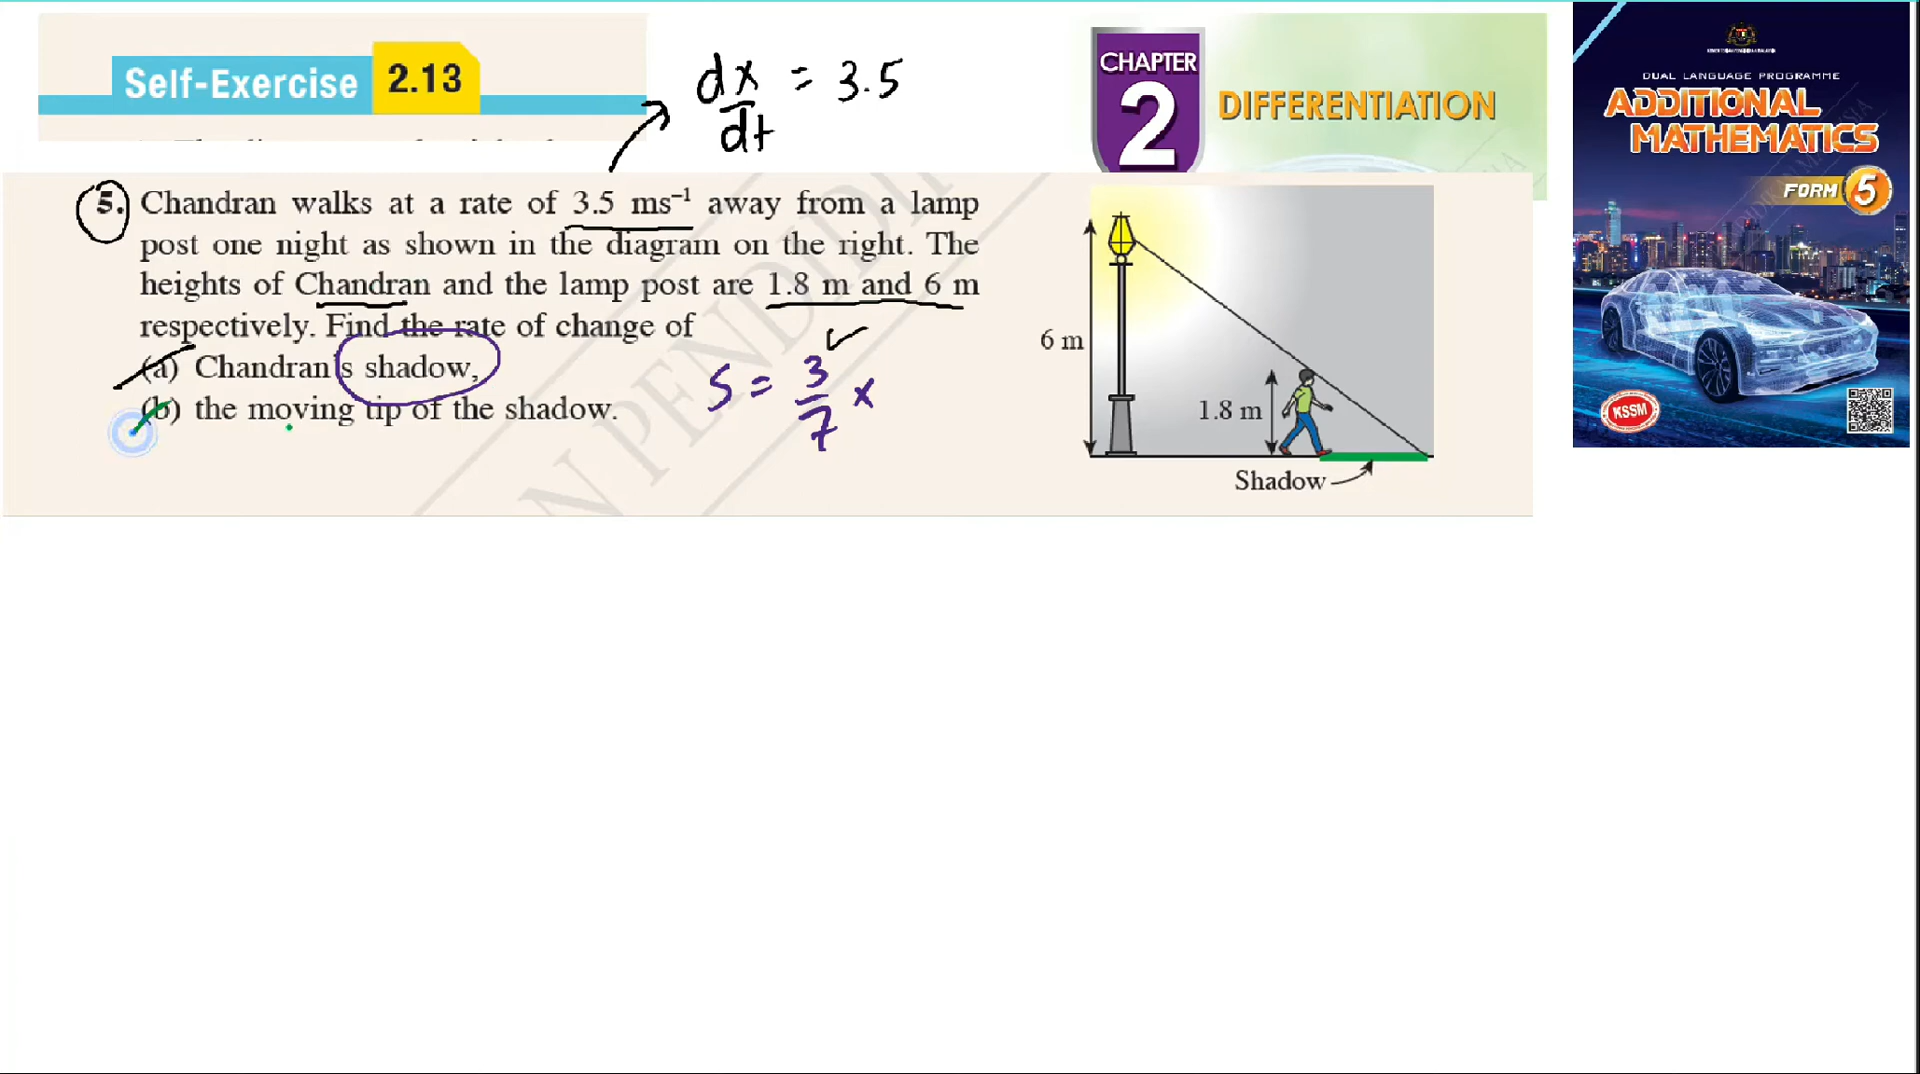 Self-Exercise 2.13
dx/dt = 3.5
CHAPTER
2
DIFFERENTIATION
DUAL LANGUAGE PROGRAMME
ADDITIONAL
MATHEMATICS
FORM 5
KSSM
5. Chandran walks at a rate of 3.5 ms⁻¹ away from a lamp
post one night as shown in the diagram on the right. The
heights of Chandran and the lamp post are 1.8 m and 6 m
respectively. Find the rate of change of
(a) Chandran's shadow,
(b) the moving tip of the shadow.
S = 3/7 x
6 m
1.8 m
Shadow